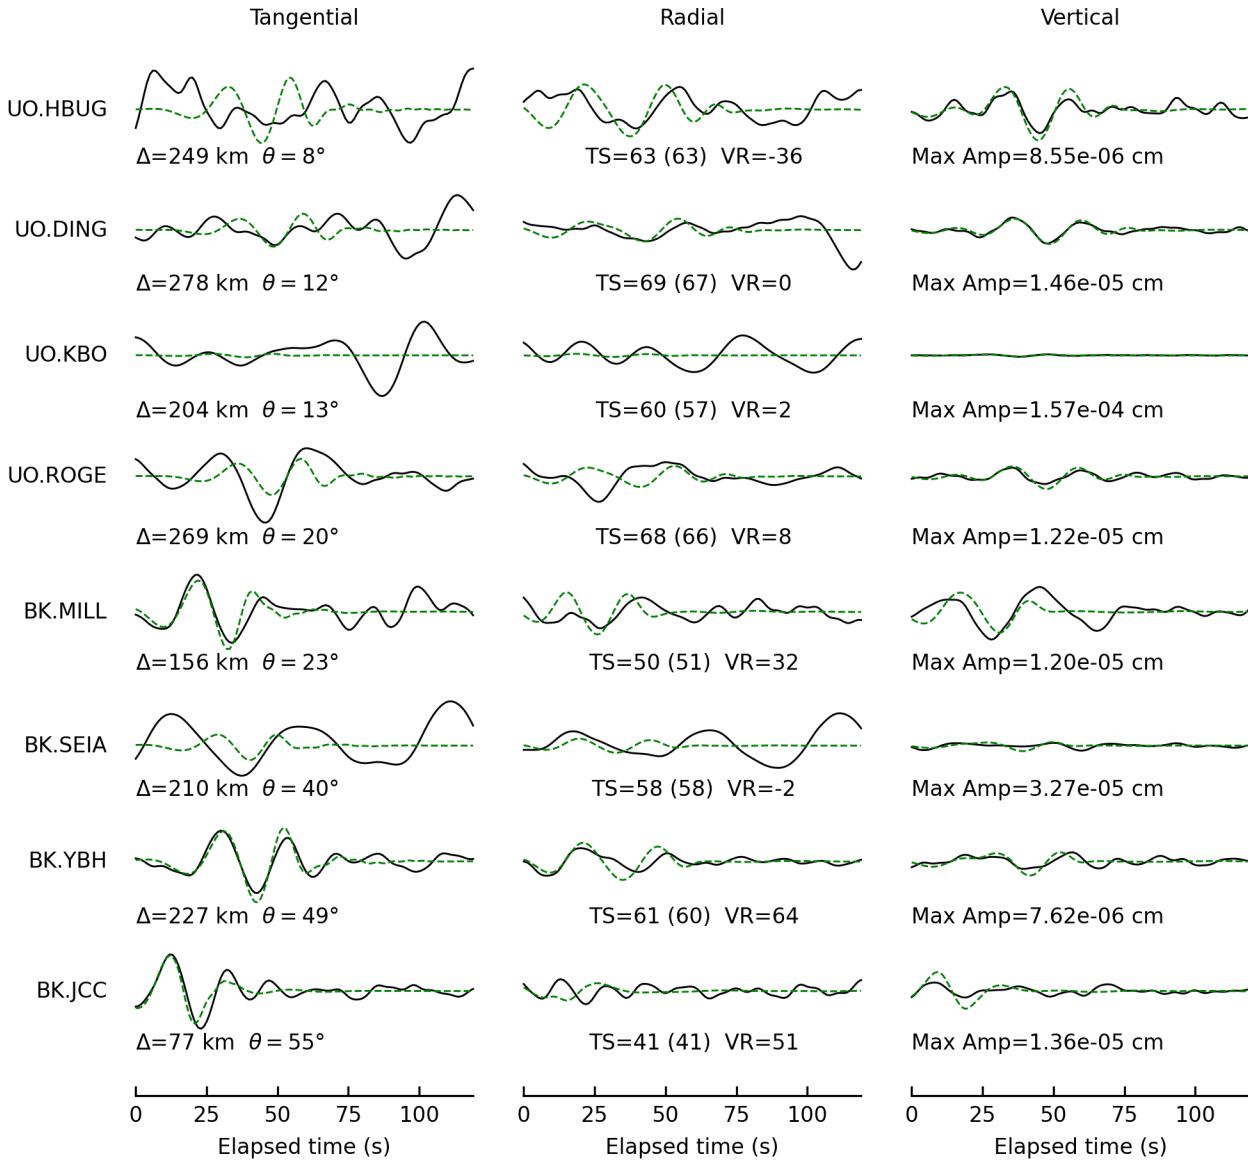 Tangential Radial Vertical
UO.HBUG
Δ=249 km θ = 8° TS=63 (63) VR=-36 Max Amp=8.55e-06 cm
UO.DING
Δ=278 km θ = 12° TS=69 (67) VR=0 Max Amp=1.46e-05 cm
UO.KBO
Δ=204 km θ = 13° TS=60 (57) VR=2 Max Amp=1.57e-04 cm
UO.ROGE
Δ=269 km θ = 20° TS=68 (66) VR=8 Max Amp=1.22e-05 cm
BK.MILL
Δ=156 km θ = 23° TS=50 (51) VR=32 Max Amp=1.20e-05 cm
BK.SEIA
Δ=210 km θ = 40° TS=58 (58) VR=-2 Max Amp=3.27e-05 cm
BK.YBH
Δ=227 km θ = 49° TS=61 (60) VR=64 Max Amp=7.62e-06 cm
BK.JCC
Δ=77 km θ = 55° TS=41 (41) VR=51 Max Amp=1.36e-05 cm
0 25 50 75 100 0 25 50 75 100 0 25 50 75 100
Elapsed time (s) Elapsed time (s) Elapsed time (s)